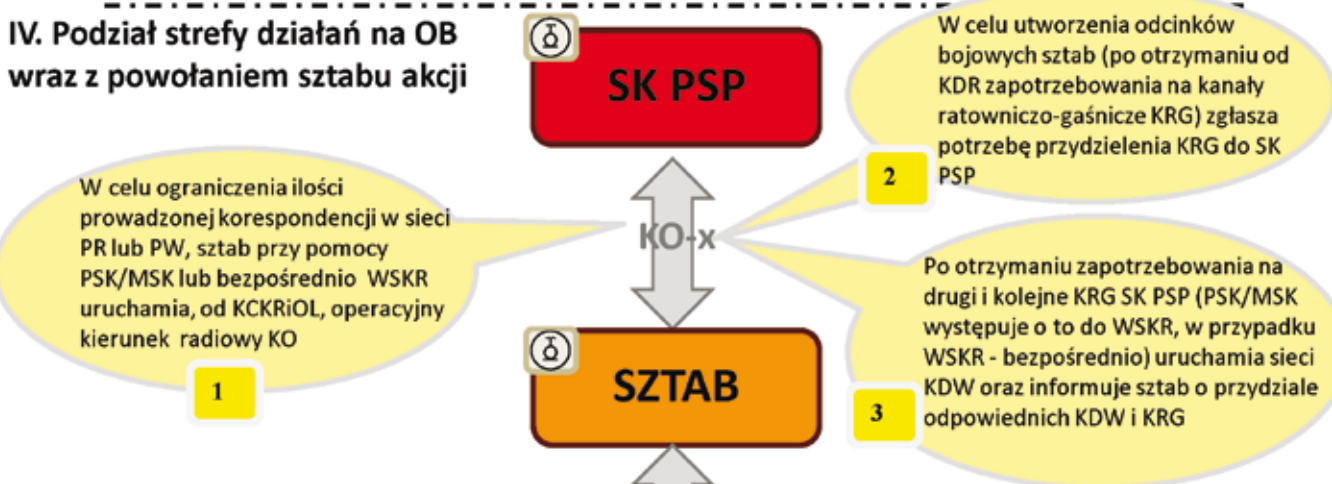 IV. Podział strefy działań na OB
wraz z powołaniem sztabu akcji
SK PSP
W celu utworzenia odcinków
bojowych sztab (po otrzymaniu od
KDR zapotrzebowania na kanały
ratowniczo-gaśnicze KRG) zgłasza
potrzebę przydzielenia KRG do SK
PSP
2
W celu ograniczenia ilości
prowadzonej korespondencji w sieci
PR lub PW, sztab przy pomocy
PSK/MSK lub bezpośrednio WSKR
uruchamia, od KCKRiOL, operacyjny
kierunek radiowy KO
1
KO-x
Po otrzymaniu zapotrzebowania na
drugi i kolejne KRG SK PSP (PSK/MSK
występuje o to do WSKR, w przypadku
WSKR - bezpośrednio) uruchamia sieci
KDW oraz informuje sztab o przydziale
odpowiednich KDW i KRG
3
SZTAB